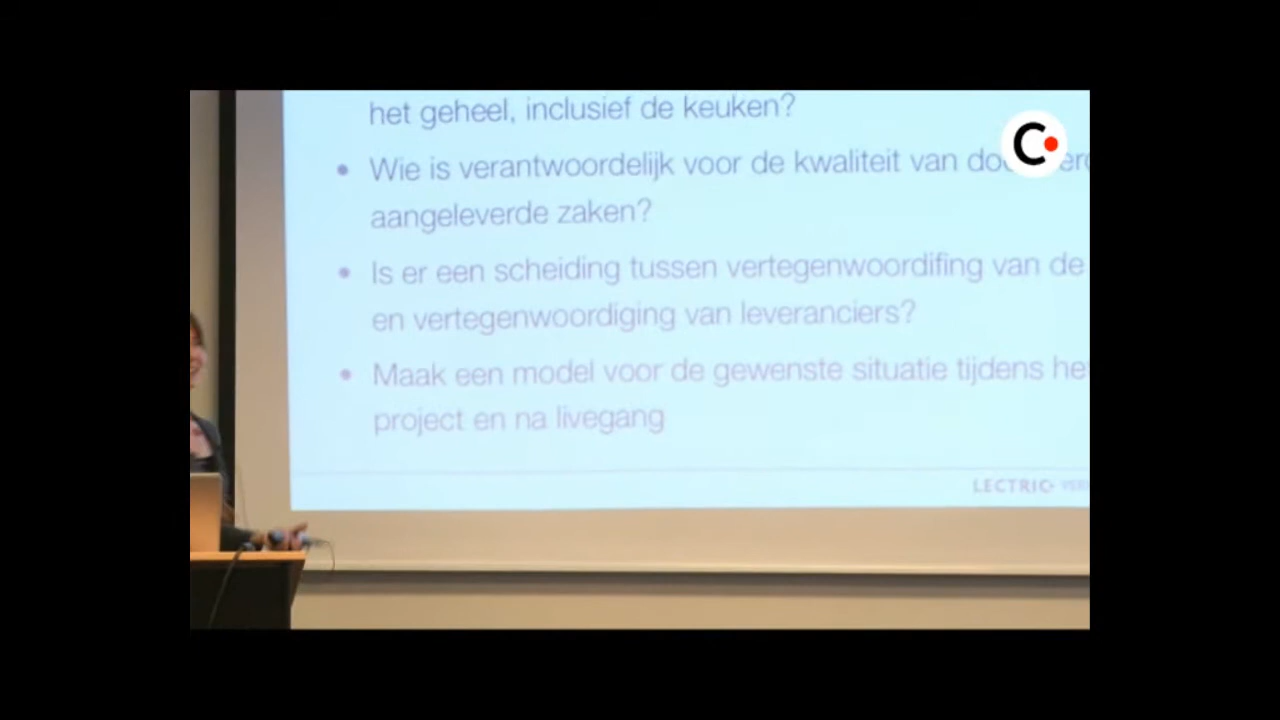 het geheel, inclusief de keuken?
• Wie is verantwoordelijk voor de kwaliteit van
aangeleverde zaken?
• Is er een scheiding tussen vertegenwoordifing van de
en vertegenwoordiging van leveranciers?
• Maak een model voor de gewenste situatie tijdens
project en na livegang
LECTRIC